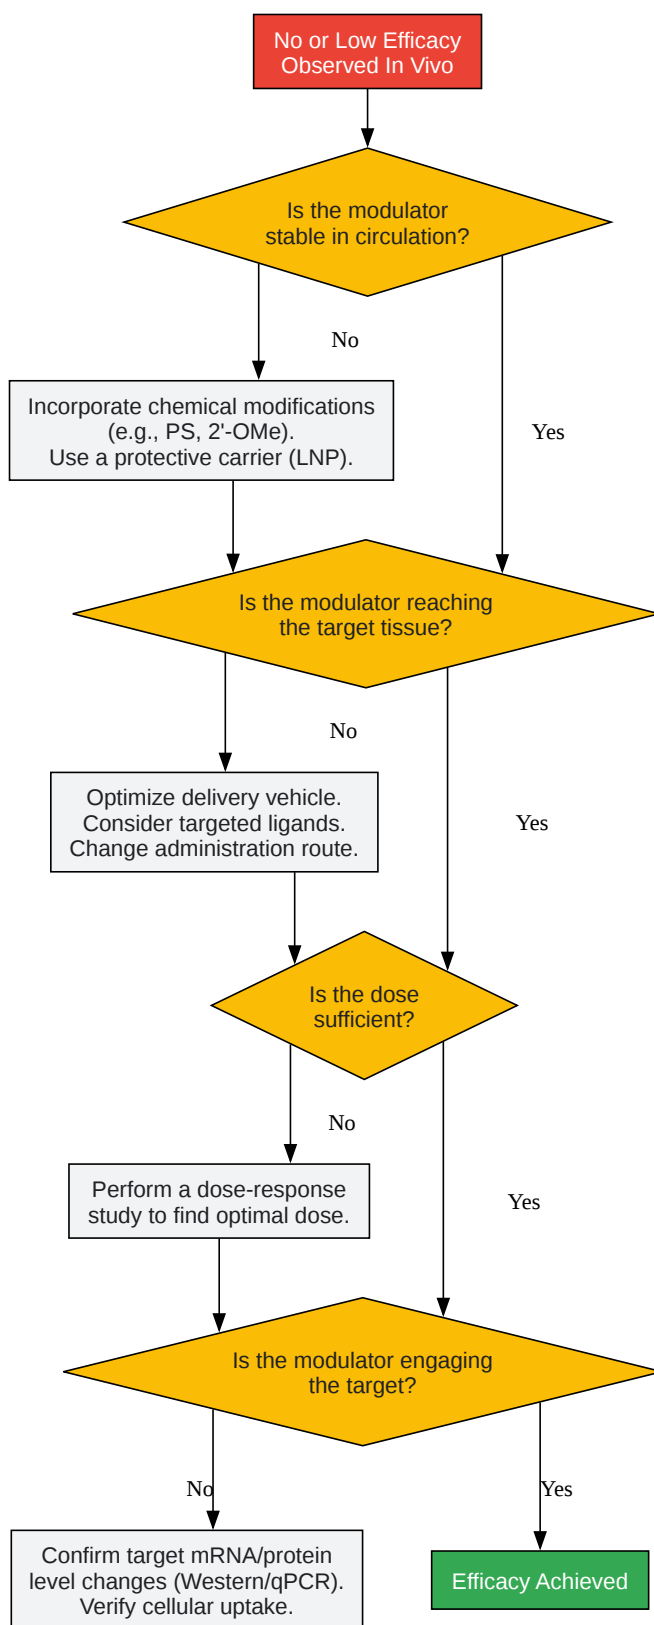 No or Low Efficacy
Observed In Vivo
Is the modulator
stable in circulation?
No
Yes
Incorporate chemical modifications
(e.g., PS, 2'-OMe).
Use a protective carrier (LNP).
Is the modulator reaching
the target tissue?
No
Yes
Optimize delivery vehicle.
Consider targeted ligands.
Change administration route.
Is the dose
sufficient?
No
Yes
Perform a dose-response
study to find optimal dose.
Is the modulator engaging
the target?
No
Yes
Confirm target mRNA/protein
level changes (Western/qPCR).
Verify cellular uptake.
Efficacy Achieved